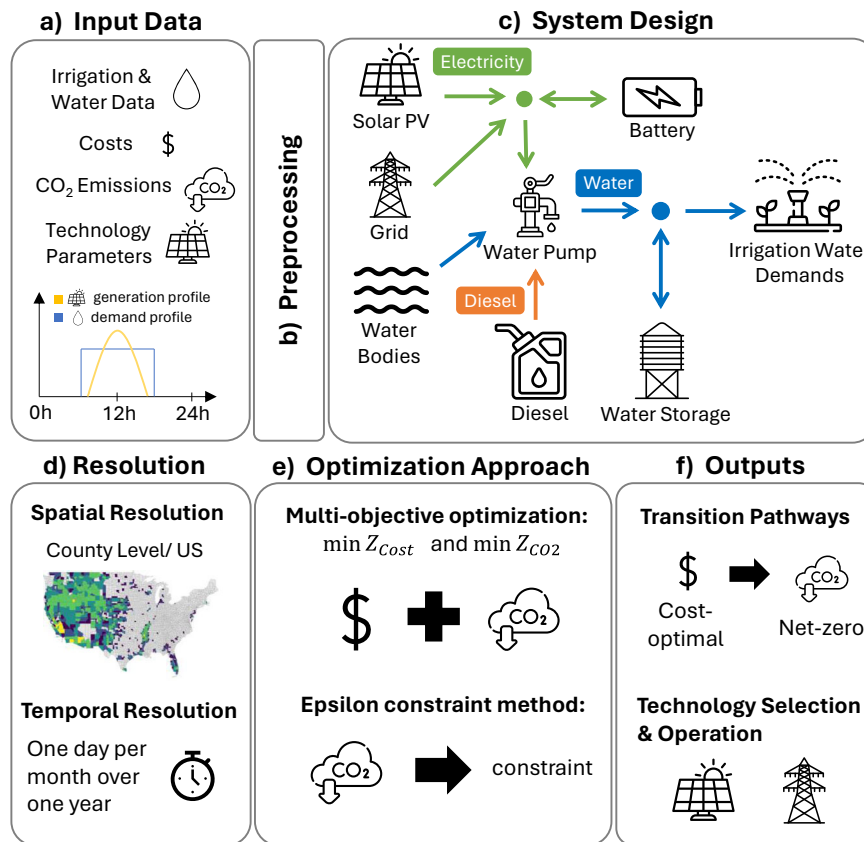 a) Input Data
Irrigation &
Water Data
Costs
$
CO2 Emissions
CO2
Technology
Parameters
generation profile
demand profile
0h
12h
24h
b) Preprocessing
c) System Design
Electricity
Solar PV
Battery
Grid
Water
Water Pump
Irrigation Wate
Demands
Diesel
Water
Bodies
Diesel
Water Storage
d) Resolution
Spatial Resolution
County Level/ US
Temporal Resolution
One day per
month over
one year
e) Optimization Approach
Multi-objective optimization:
min Z_Cost and min Z_CO2
$
CO2
Epsilon constraint method:
CO2
constraint
f) Outputs
Transition Pathways
$
CO2
Cost-
optimal
Net-zero
Technology Selection
& Operation